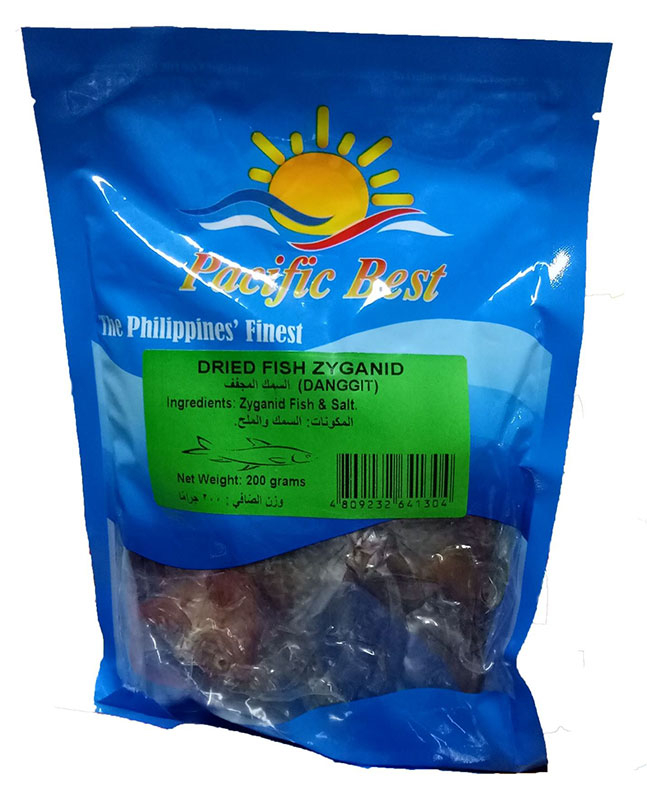 Pacific Best
The Philippines' Finest
DRIED FISH ZYGANID
السمك المجفف (DANGGIT)
Ingredients: Zyganid Fish & Salt.
المكونات: السمك والملح.
Net Weight: 200 grams
وزن الصافي : ٢٠٠ جرامًا
4 809232 641304